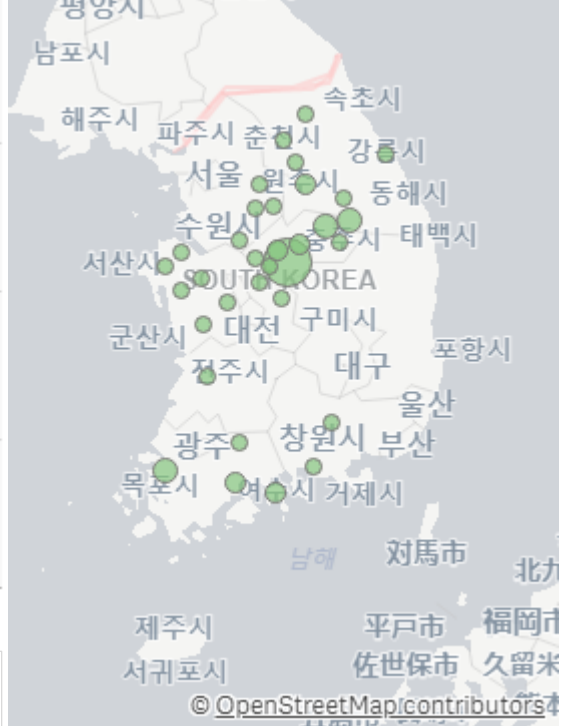 평양시
남포시
속초시
해주시
파주시
춘천시
강릉시
서울
원주시
동해시
수원시
충주시
태백시
서산시
SOUTH KOREA
군산시
대전
구미시
포항시
전주시
대구
울산
광주
창원시
부산
목포시
여수시
거제시
남해
対馬市
北九
제주시
平戸市
福岡市
서귀포시
佐世保市
久留米
© OpenStreetMap contributors